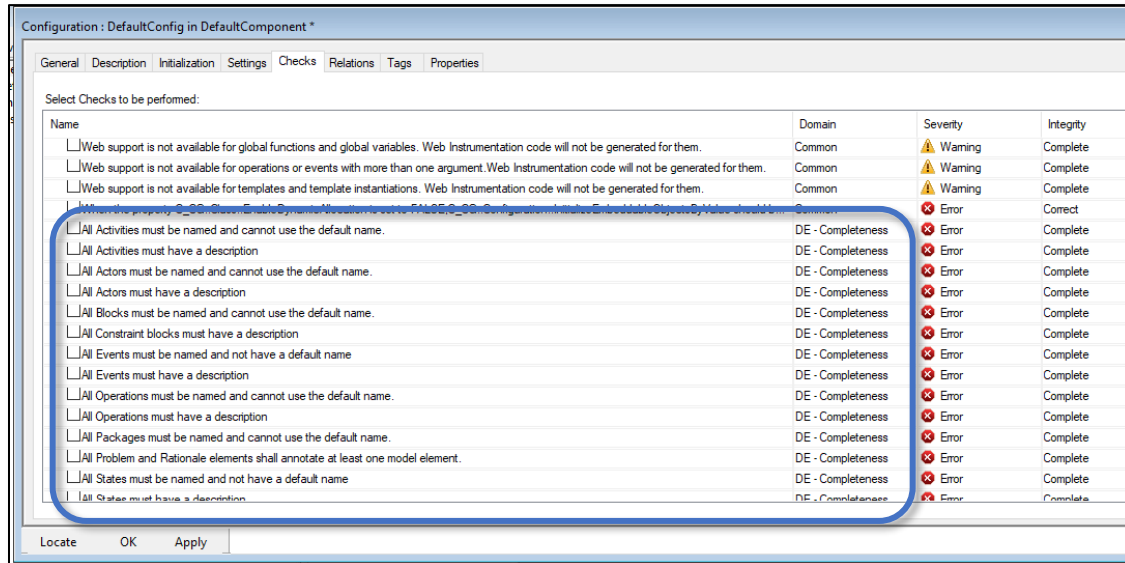 Configuration : DefaultConfig in DefaultComponent *
General Description Initialization Settings Checks Relations Tags Properties
Select Checks to be performed:
Name Domain Severity Integrity
Web support is not available for global functions and global variables. Web Instrumentation code will not be generated for them. Common Warning Complete
Web support is not available for operations or events with more than one argument.Web Instrumentation code will not be generated for them. Common Warning Complete
Web support is not available for templates and template instantiations. Web Instrumentation code will not be generated for them. Common Warning Complete
When the property Common Error Correct
All Activities must be named and cannot use the default name. DE - Completeness Error Complete
All Activities must have a description DE - Completeness Error Complete
All Actors must be named and cannot use the default name. DE - Completeness Error Complete
All Actors must have a description DE - Completeness Error Complete
All Blocks must be named and cannot use the default name. DE - Completeness Error Complete
All Constraint blocks must have a description DE - Completeness Error Complete
All Events must be named and not have a default name DE - Completeness Error Complete
All Events must have a description DE - Completeness Error Complete
All Operations must be named and cannot use the default name. DE - Completeness Error Complete
All Operations must have a description DE - Completeness Error Complete
All Packages must be named and cannot use the default name. DE - Completeness Error Complete
All Problem and Rationale elements shall annotate at least one model element. DE - Completeness Error Complete
All States must be named and not have a default name DE - Completeness Error Complete
All States must have a description DE - Completeness Error Complete
Locate OK Apply